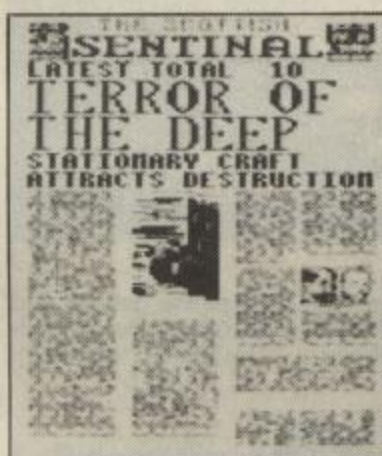 THE SCOTTISH
SENTINAL
LATEST TOTAL 10
TERROR OF
THE DEEP
STATIONARY CRAFT
ATTRACTS DESTRUCTION